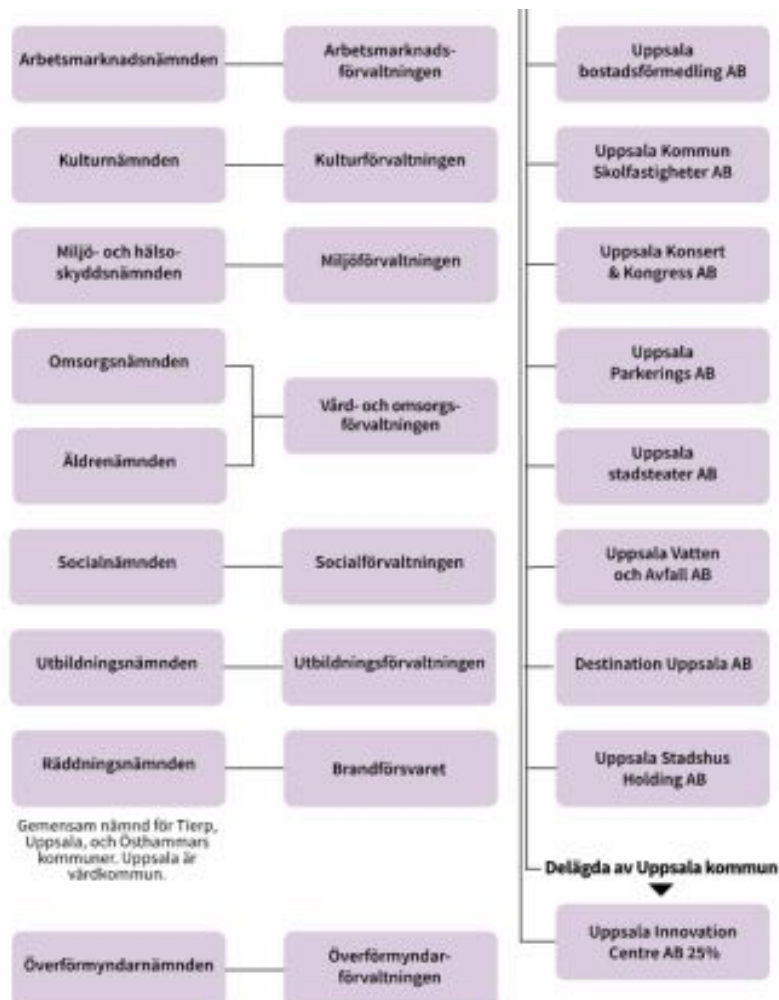 Arbetsmarknadsnämnden
Arbetsmarknads-
förvaltningen
Uppsala
bostadsförmedling AB
Kulturnämnden
Kulturförvaltningen
Uppsala Kommun
Skolfastigheter AB
Miljö- och hälso-
skyddsnämnden
Miljöförvaltningen
Uppsala Konsert
& Kongress AB
Omsorgsnämnden
Äldrenämnden
Vård- och omsorgs-
förvaltningen
Uppsala
Parkerings AB
Uppsala
stadsteater AB
Socialnämnden
Socialförvaltningen
Uppsala Vatten
och Avfall AB
Utbildningsnämnden
Utbildningsförvaltningen
Destination Uppsala AB
Räddningsnämnden
Brandförsvaret
Uppsala Stadshus
Holding AB
Gemensam nämnd för Tierp,
Uppsala, och Östhammars
kommuner. Uppsala är
värdkommun.
Delägda av Uppsala kommun
Uppsala Innovation
Centre AB 25%
Överförmyndarnämnden
Överförmyndar-
förvaltningen